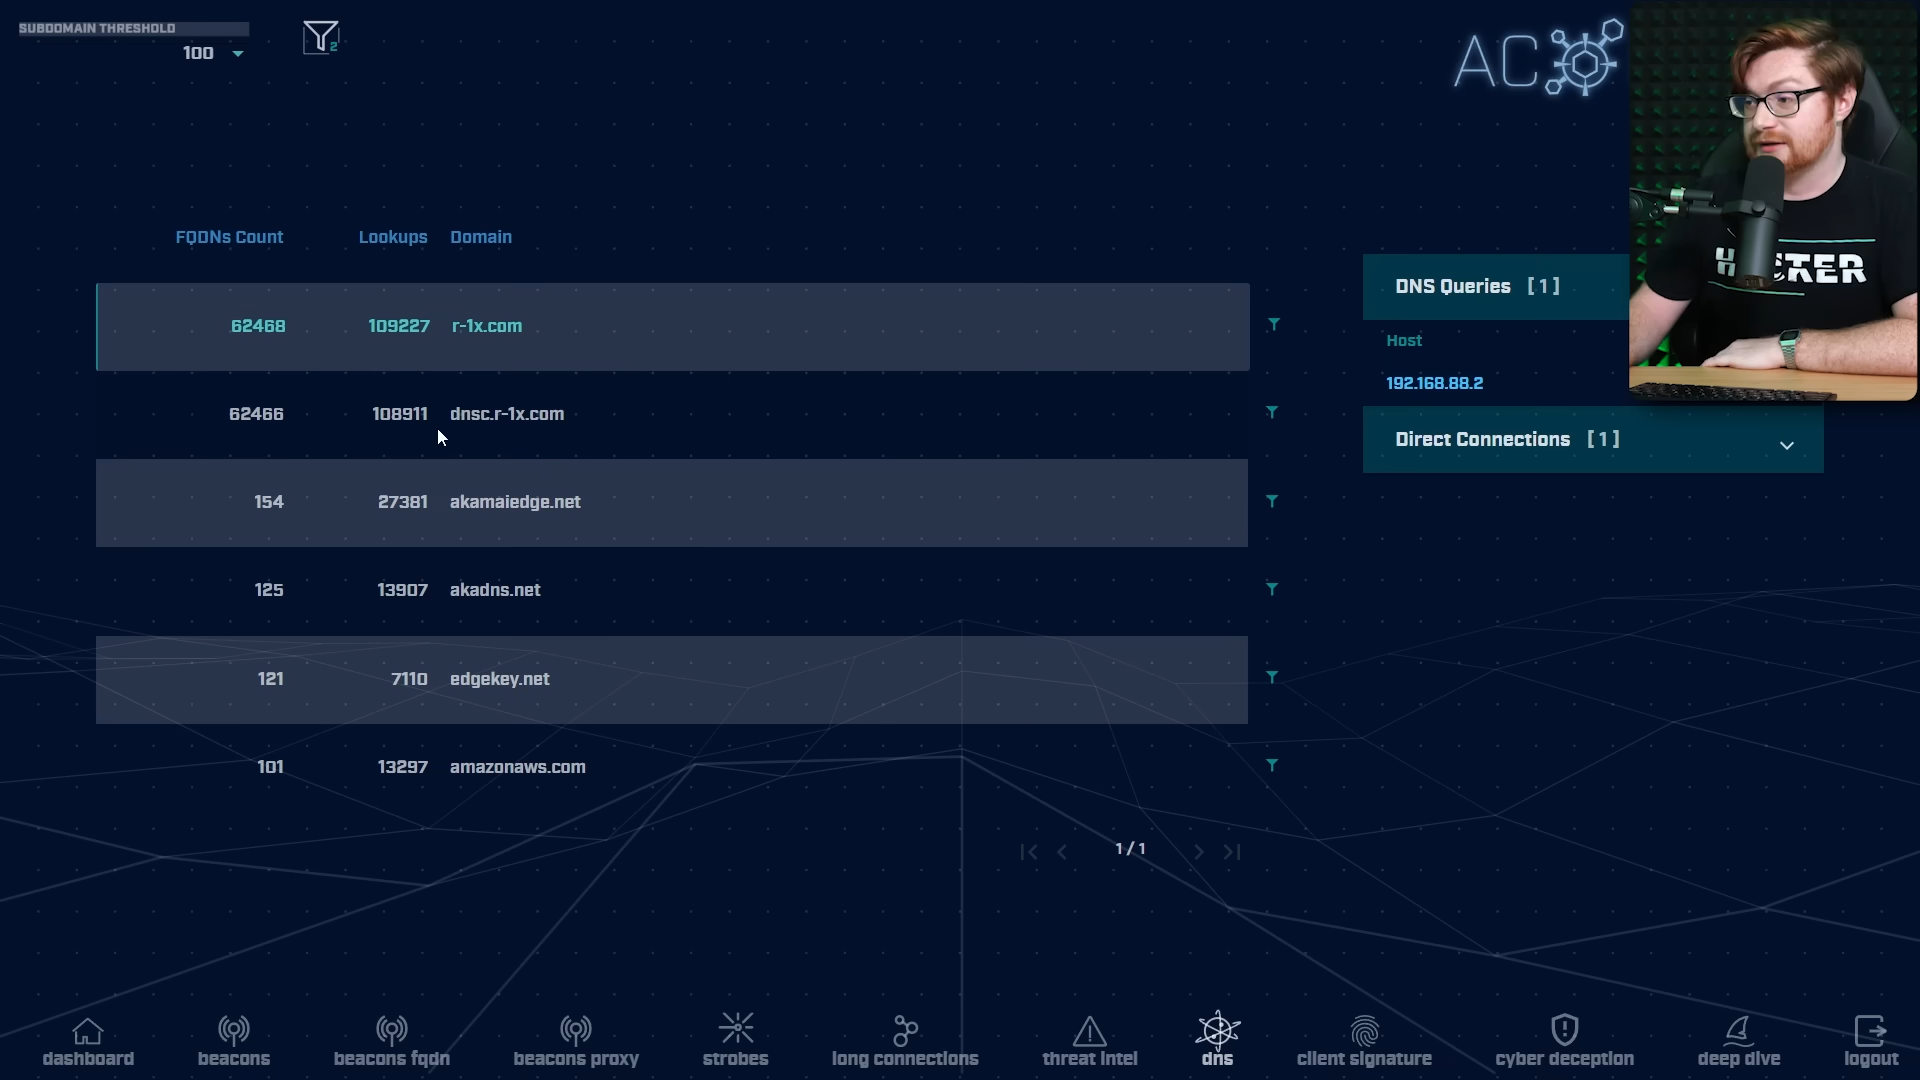 SUBDOMAIN THRESHOLD
100
2
AC
FQDNs Count Lookups Domain
62468 109227 r-1x.com
62466 108911 dnsc.r-1x.com
154 27381 akamaiedge.net
125 13907 akadns.net
121 7110 edgekey.net
101 13297 amazonaws.com
1 / 1
DNS Queries [ 1 ]
Host
192.168.88.2
Direct Connections [ 1 ]
dashboard beacons beacons fqdn beacons proxy strobes long connections threat intel dns client signature cyber deception deep dive logout